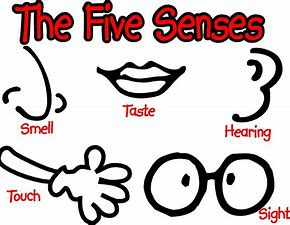 The Five Senses
Smell
Taste
Hearing
Touch
Sight